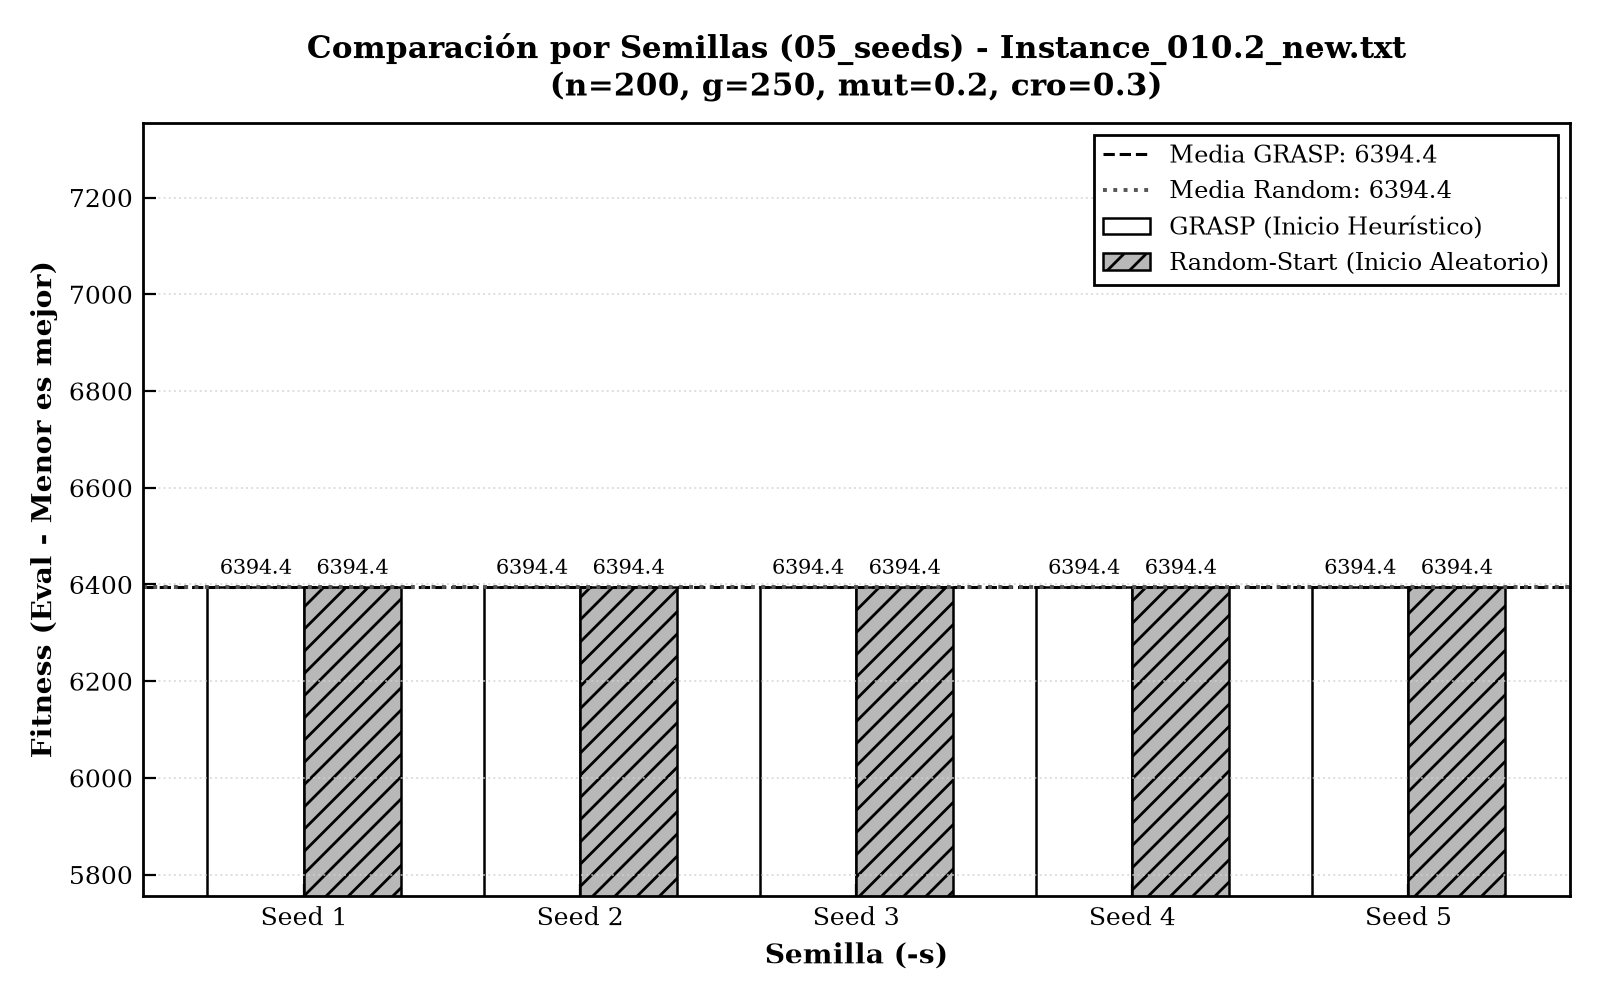 Comparación por Semillas (05_seeds) - Instance_010.2_new.txt
(n=200, g=250, mut=0.2, cro=0.3)
Media GRASP: 6394.4
Media Random: 6394.4
GRASP (Inicio Heurístico)
Random-Start (Inicio Aleatorio)
Fitness (Eval - Menor es mejor)
7200
7000
6800
6600
6400
6200
6000
5800
6394.4 6394.4 6394.4 6394.4 6394.4 6394.4 6394.4 6394.4 6394.4 6394.4
Seed 1 Seed 2 Seed 3 Seed 4 Seed 5
Semilla (-s)